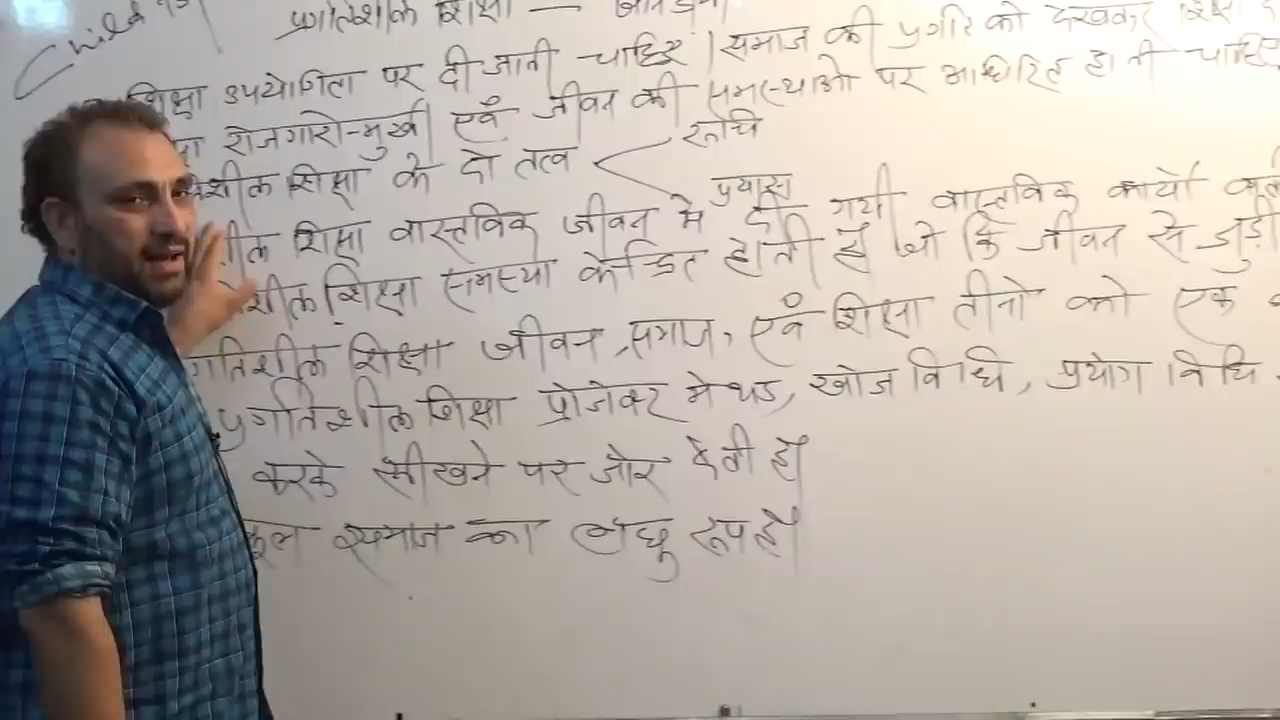 Child
प्रगतिशील शिक्षा —
शिक्षा उपयोगिता पर दी जानी चाहिए। समाज की प्रगति को देखकर शिक्षा
रोजगारोन्मुखी एवं जीवन की समस्याओ पर आधारित होनी चाहिए
शील शिक्षा के दो तत्व
रूचि
प्रयास
शील शिक्षा वास्तविक जीवन मे दी गयी वास्तविक कार्यो
शील शिक्षा समस्या केन्द्रित होती है जो कि जीवन से जुड़ी
गतिशील शिक्षा जीवन, समाज, एवं शिक्षा तीनो को एक
प्रगतिशील शिक्षा प्रोजेक्ट मेथड, खोज विधि, प्रयोग विधि
करके सीखने पर जोर देती है।
कूल समाज का लघु रूप है।